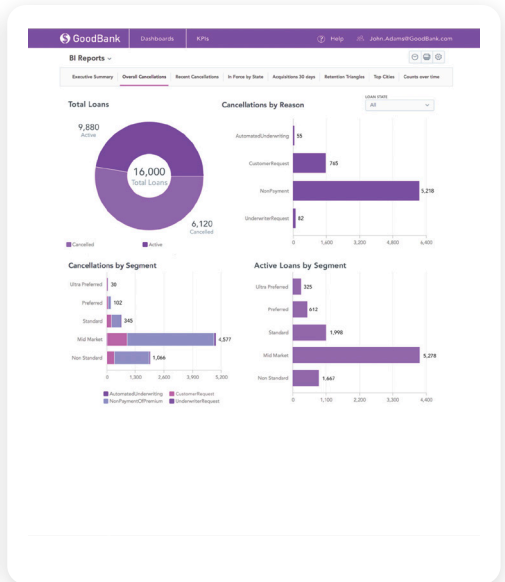 GoodBank Dashboards KPIs Help John.Adams@GoodBank.com
BI Reports
Executive Summary Overall Cancellations Recent Cancellations In Force by State Acquisitions 30 days Retention Triangles Top Cities Counts over time
Total Loans
9,880
Active
16,000
Total Loans
6,120
Cancelled
Cancelled Active
Cancellations by Reason
LOAN STATE
All
AutomatedUnderwriting 55
CustomerRequest 765
NonPayment 5,218
UnderwriterRequest 82
0 1,600 3,200 4,800 6,400
Cancellations by Segment
Ultra Preferred 30
Preferred 102
Standard 345
Mid Market 4,577
Non Standard 1,066
0 1,300 2,600 3,900 5,200
AutomatedUnderwriting CustomerRequest
NonPaymentOfPremium UnderwriterRequest
Active Loans by Segment
Ultra Preferred 325
Preferred 612
Standard 1,998
Mid Market 5,278
Non Standard 1,667
0 1,100 2,200 3,300 4,400